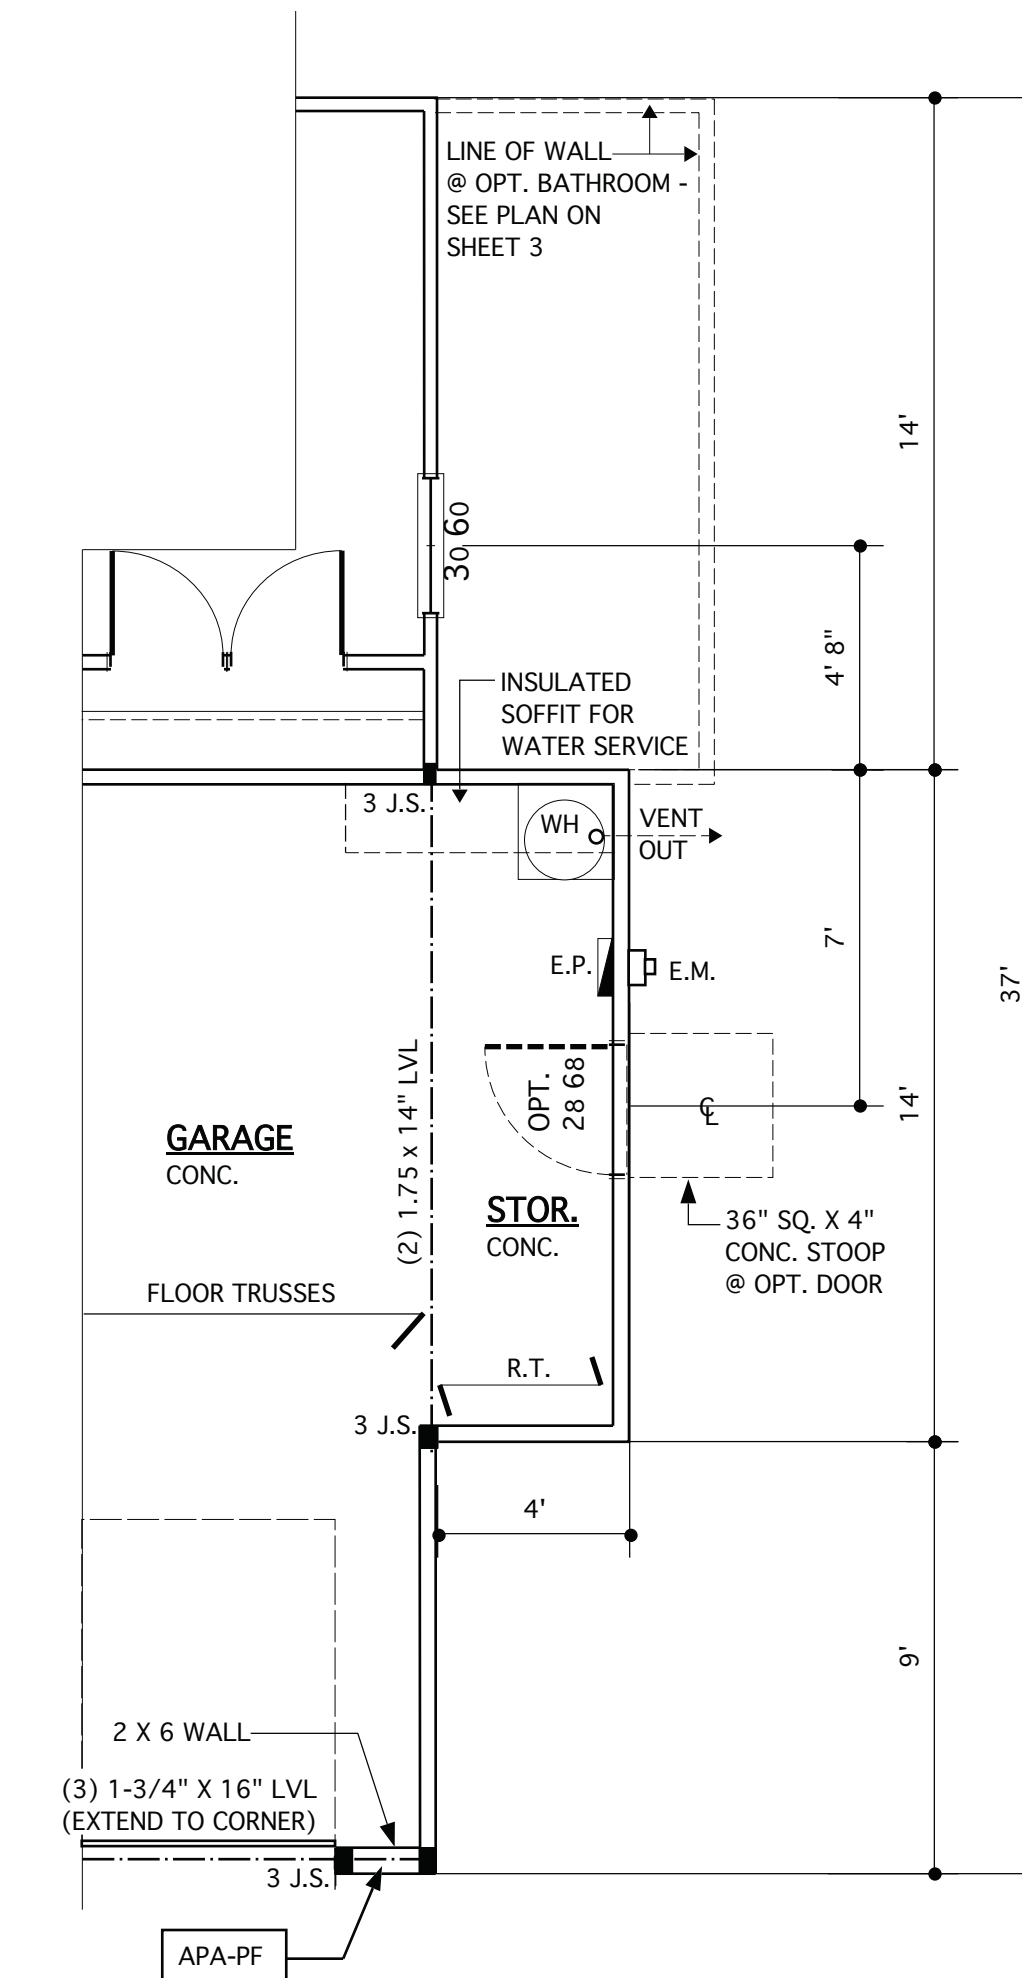 LINE OF WALL
@ OPT. BATHROOM -
SEE PLAN ON
SHEET 3
14'
30 60
4' 8"
INSULATED
SOFFIT FOR
WATER SERVICE
3 J.S.
WH
VENT
OUT
7'
E.P.
E.M.
37'
(2) 1.75 x 14" LVL
OPT.
28 68
CL
14'
GARAGE
CONC.
STOR.
CONC.
36" SQ. X 4"
CONC. STOOP
@ OPT. DOOR
FLOOR TRUSSES
R.T.
3 J.S.
4'
9'
2 X 6 WALL
(3) 1-3/4" X 16" LVL
(EXTEND TO CORNER)
3 J.S.
APA-PF